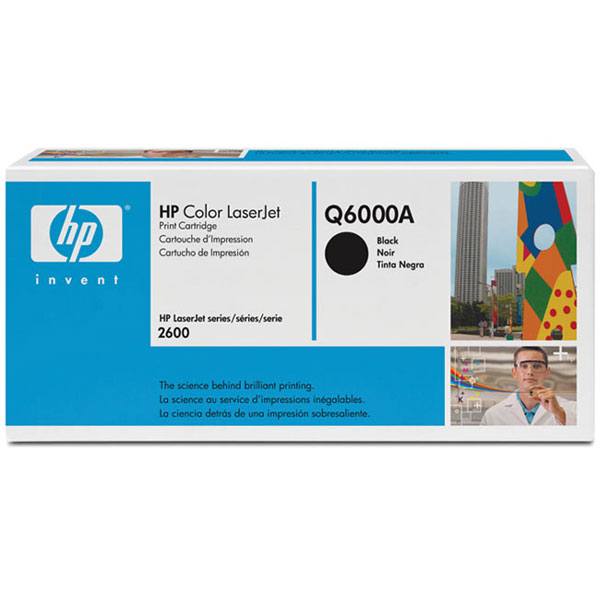 hp
®
invent
HP Color LaserJet
Print Cartridge
Cartouche d'Impression
Cartucho de Impresión
HP LaserJet series/séries/serie
2600
Q6000A
Black
Noir
Tinta Negra
The science behind brilliant printing.
La science au service d'impressions inégalables.
La ciencia detrás de una impresión sobresaliente.